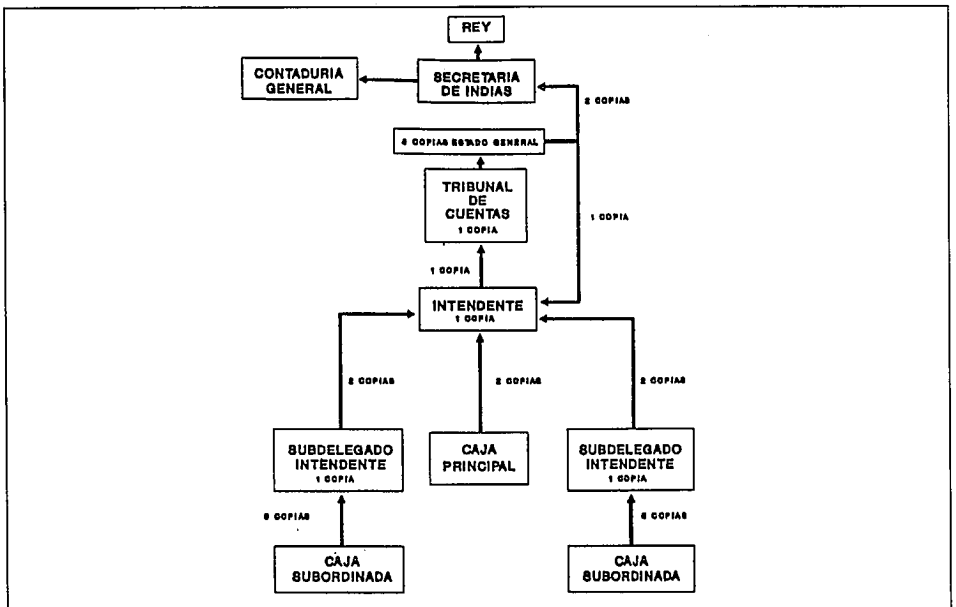 REY
CONTADURIA
GENERAL
SECRETARIA
DE INDIAS
2 COPIAS
COPIAS ESTADO GENERAL
TRIBUNAL
DE
CUENTAS
1 COPIA
1 COPIA
1 COPIA
INTENDENTE
1 COPIA
2 COPIAS
2 COPIAS
2 COPIAS
SUBDELEGADO
INTENDENTE
1 COPIA
CAJA
PRINCIPAL
SUBDELEGADO
INTENDENTE
1 COPIA
COPIAS
COPIAS
CAJA
SUBORDINADA
CAJA
SUBORDINADA